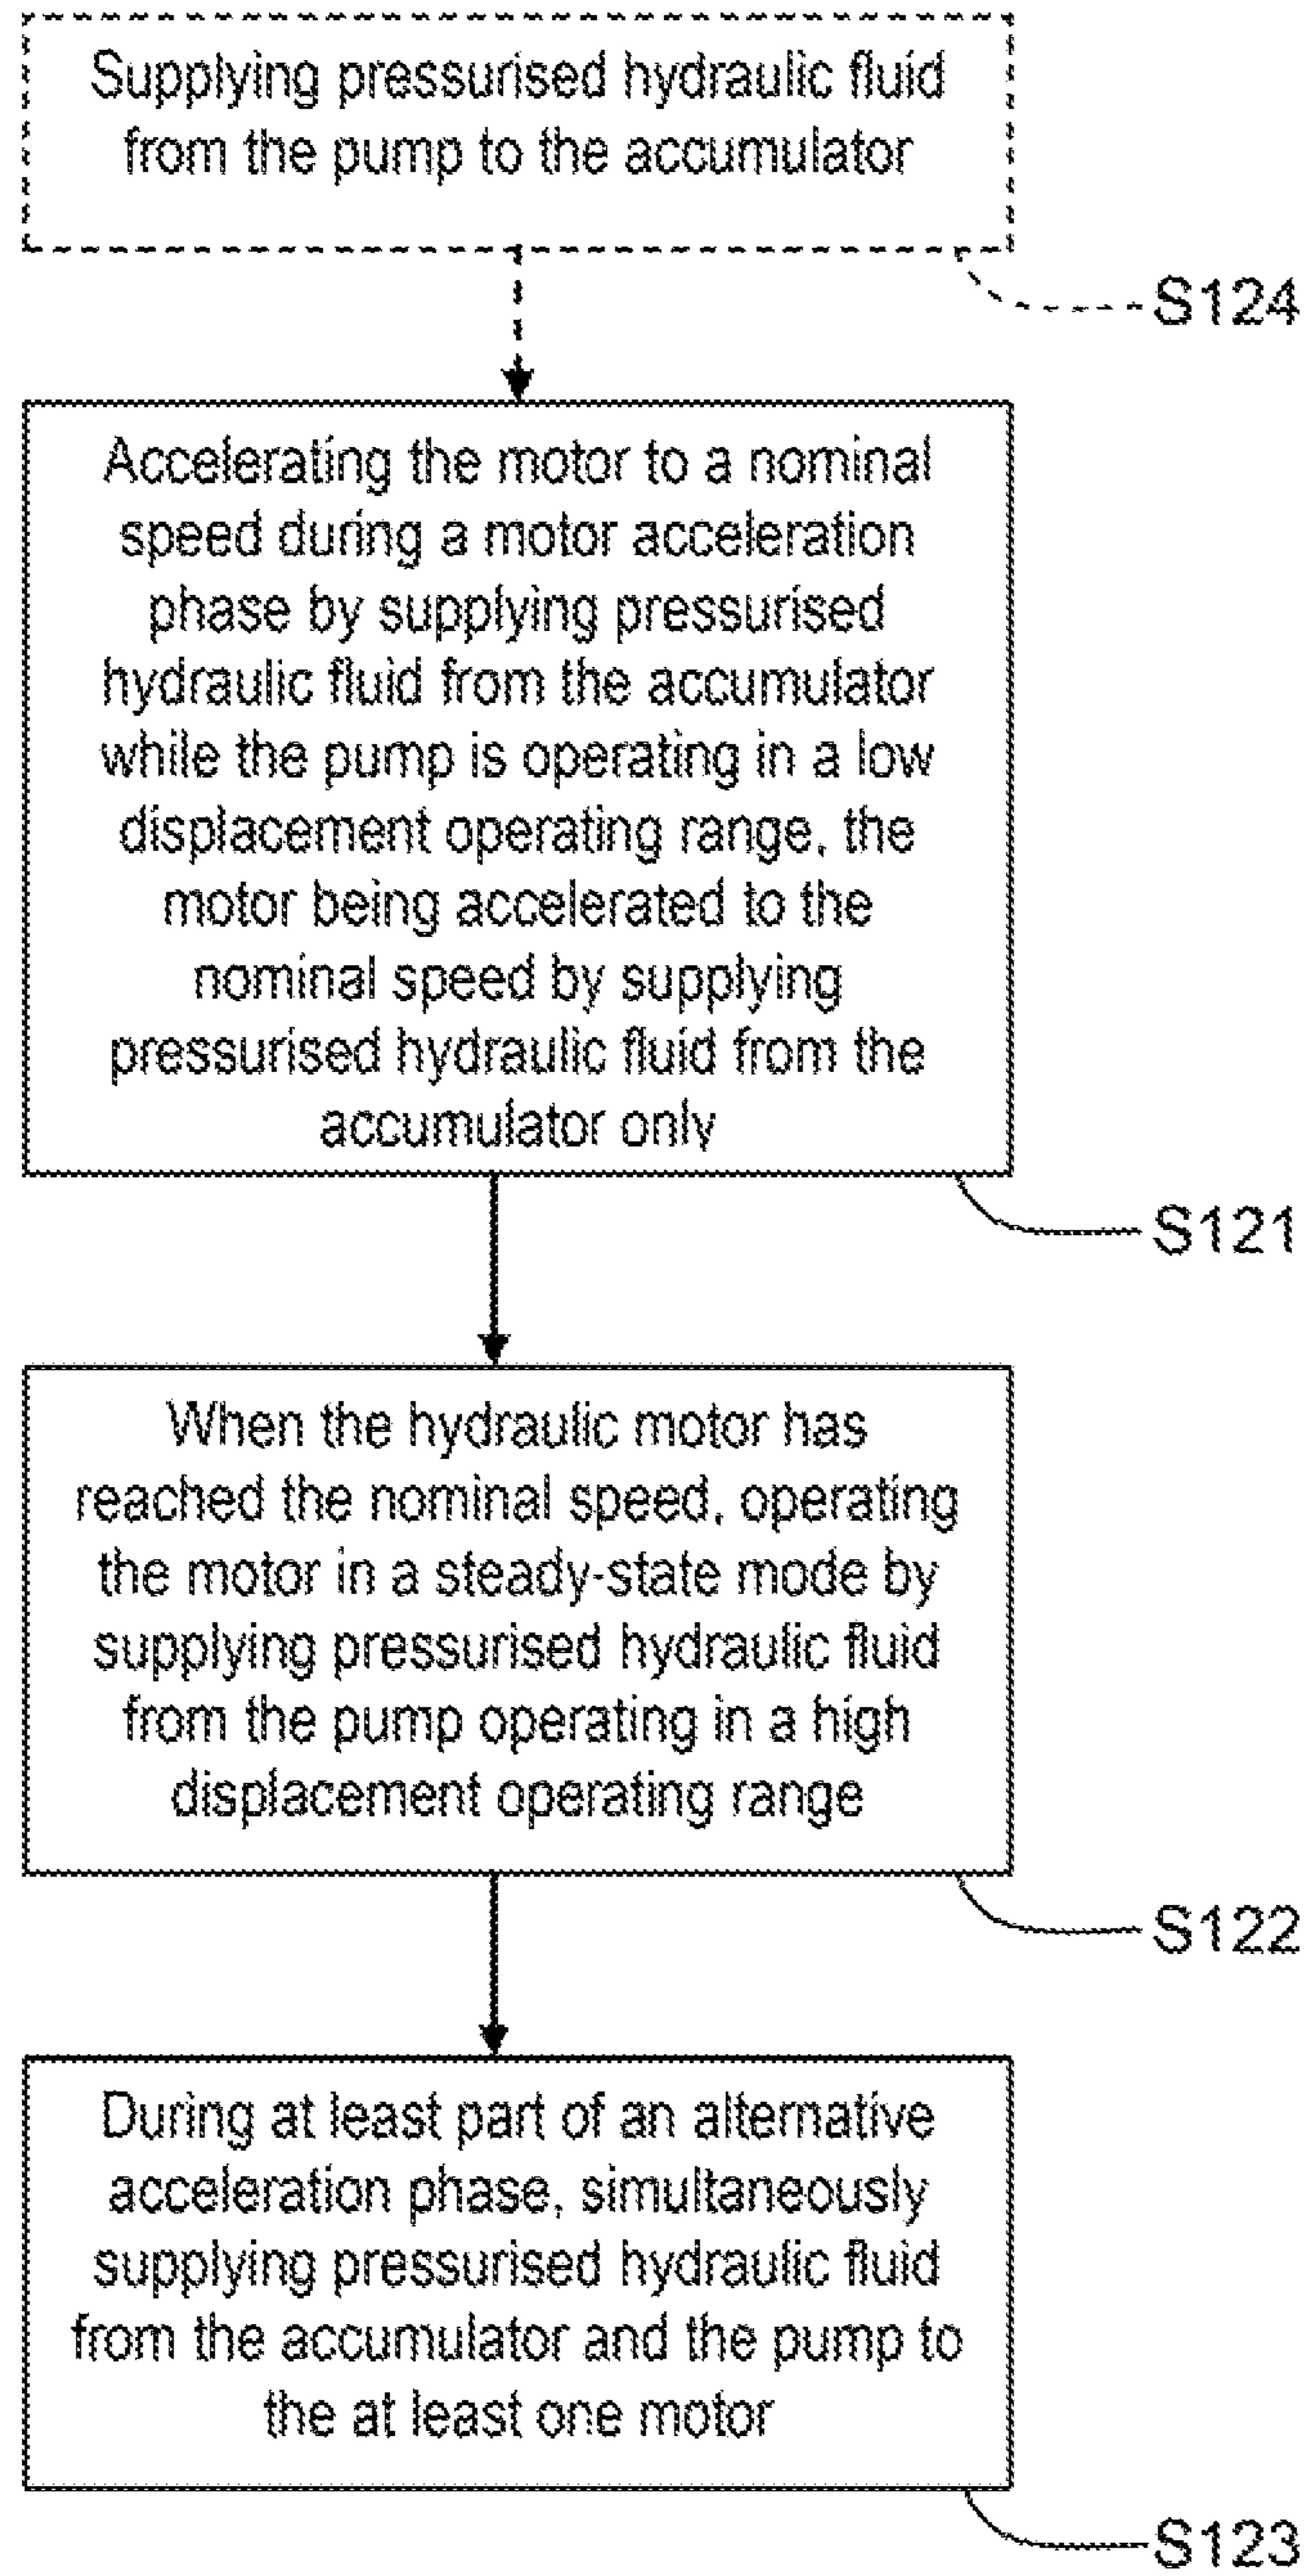 Supplying pressurised hydraulic fluid
from the pump to the accumulator
S124
Accelerating the motor to a nominal
speed during a motor acceleration
phase by supplying pressurised
hydraulic fluid from the accumulator
while the pump is operating in a low
displacement operating range, the
motor being accelerated to the
nominal speed by supplying
pressurised hydraulic fluid from the
accumulator only
S121
When the hydraulic motor has
reached the nominal speed, operating
the motor in a steady-state mode by
supplying pressurised hydraulic fluid
from the pump operating in a high
displacement operating range
S122
During at least part of an alternative
acceleration phase, simultaneously
supplying pressurised hydraulic fluid
from the accumulator and the pump to
the at least one motor
S123